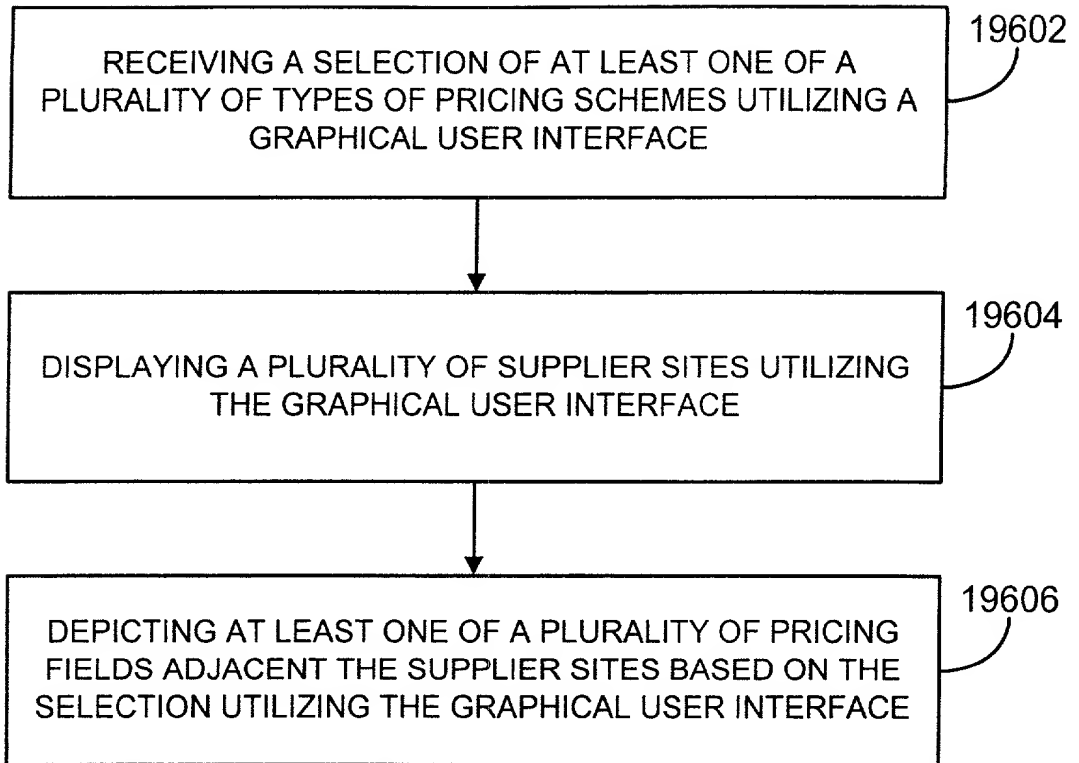 19602
RECEIVING A SELECTION OF AT LEAST ONE OF A
PLURALITY OF TYPES OF PRICING SCHEMES UTILIZING A
GRAPHICAL USER INTERFACE
19604
DISPLAYING A PLURALITY OF SUPPLIER SITES UTILIZING
THE GRAPHICAL USER INTERFACE
19606
DEPICTING AT LEAST ONE OF A PLURALITY OF PRICING
FIELDS ADJACENT THE SUPPLIER SITES BASED ON THE
SELECTION UTILIZING THE GRAPHICAL USER INTERFACE